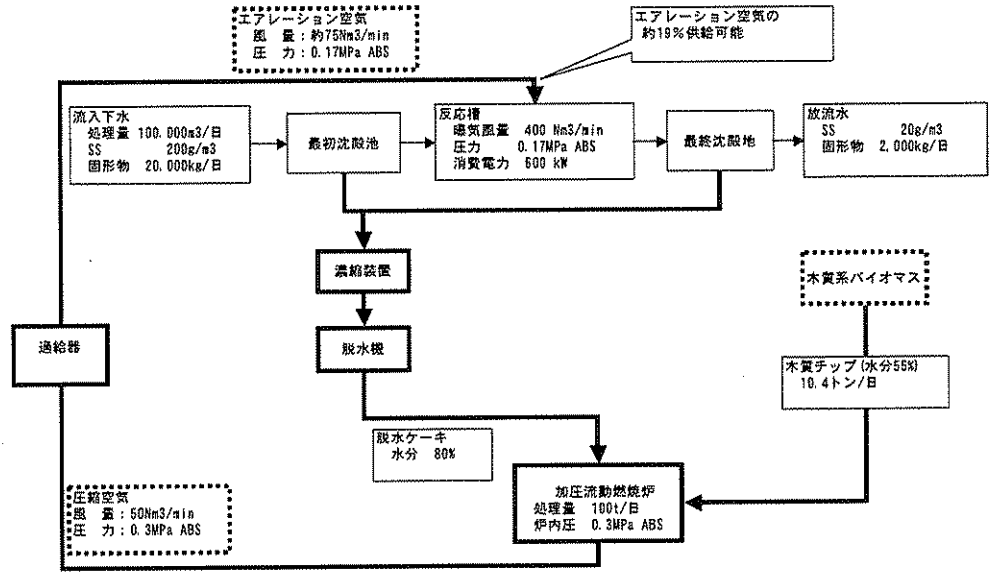 エアレーション空気
風 量:約75Nm3/min
圧 力:0.17MPa ABS
エアレーション空気の
約19%供給可能
流入下水
処理量 100.000m3/日
SS 200g/m3
固形物 20.000kg/日
最初沈殿池
反応槽
曝気風量 400 Nm3/min
圧力 0.17MPa ABS
消費電力 600 kW
最終沈殿地
放流水
SS 20g/m3
固形物 2.000kg/日
濃縮装置
木質系バイオマス
過給器
脱水機
木質チップ(水分55%)
10.4トン/日
脱水ケーキ
水分 80%
加圧流動燃焼炉
処理量 100t/日
炉内圧 0.3MPa ABS
圧縮空気
風 量:50Nm3/min
圧 力:0.3MPa ABS